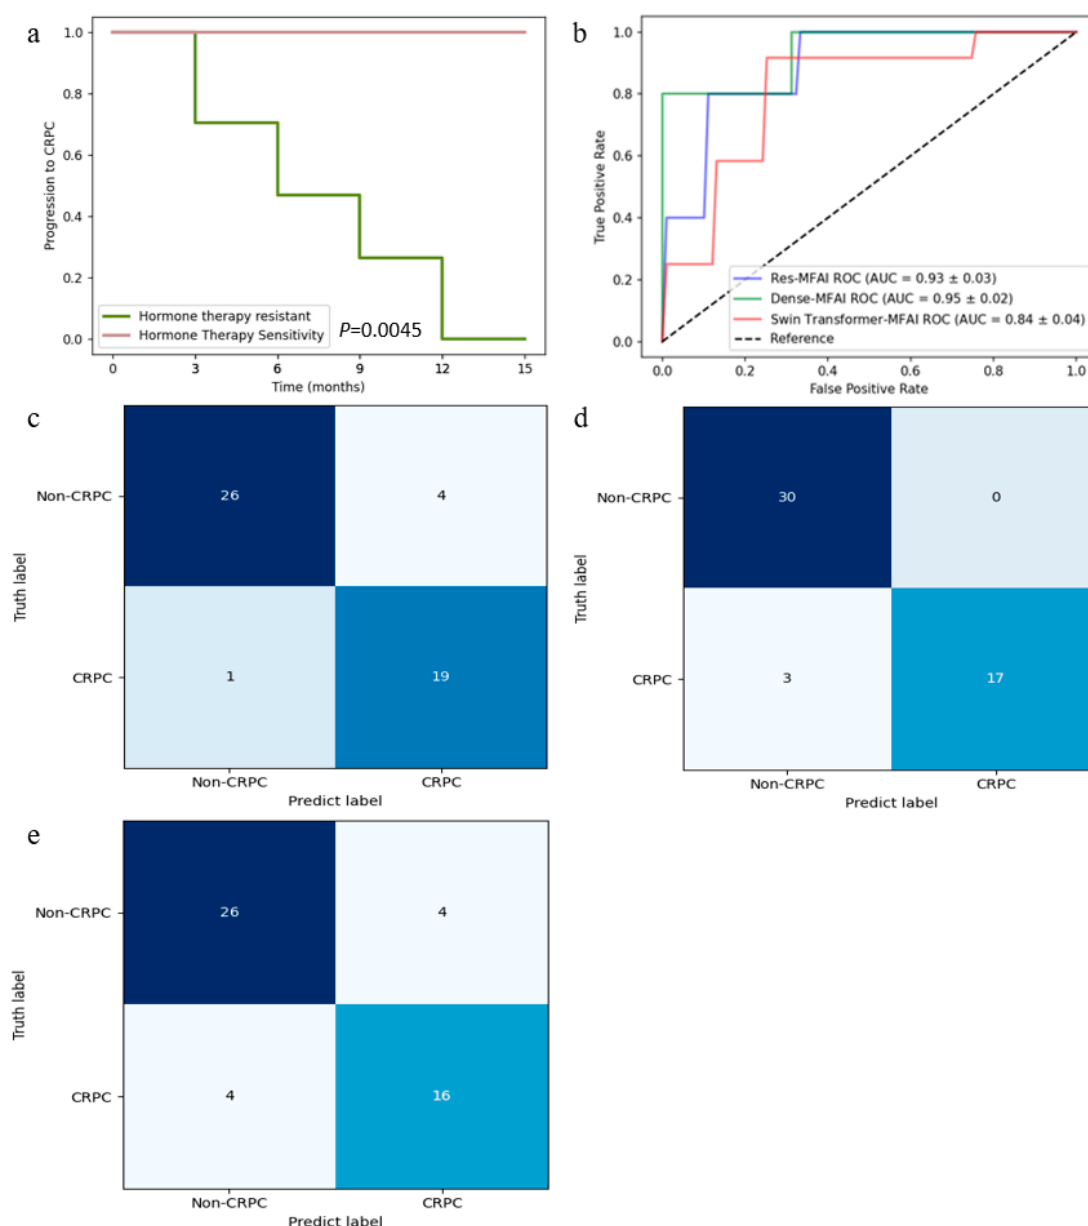 a
Progression to CRPC
1.0
0.8
0.6
0.4
0.2
0.0
Hormone therapy resistant
Hormone Therapy Sensitivity
P=0.0045
0
3
6
9
12
15
Time (months)
b
True Positive Rate
1.0
0.8
0.6
0.4
0.2
0.0
Res-MFAI ROC (AUC = 0.93 ± 0.03)
Dense-MFAI ROC (AUC = 0.95 ± 0.02)
Swin Transformer-MFAI ROC (AUC = 0.84 ± 0.04)
Reference
0.0
0.2
0.4
0.6
0.8
1.0
False Positive Rate
c
Truth label
Non-CRPC
26
4
CRPC
1
19
Non-CRPC
CRPC
Predict label
d
Truth label
Non-CRPC
30
0
CRPC
3
17
Non-CRPC
CRPC
Predict label
e
Truth label
Non-CRPC
26
4
CRPC
4
16
Non-CRPC
CRPC
Predict label